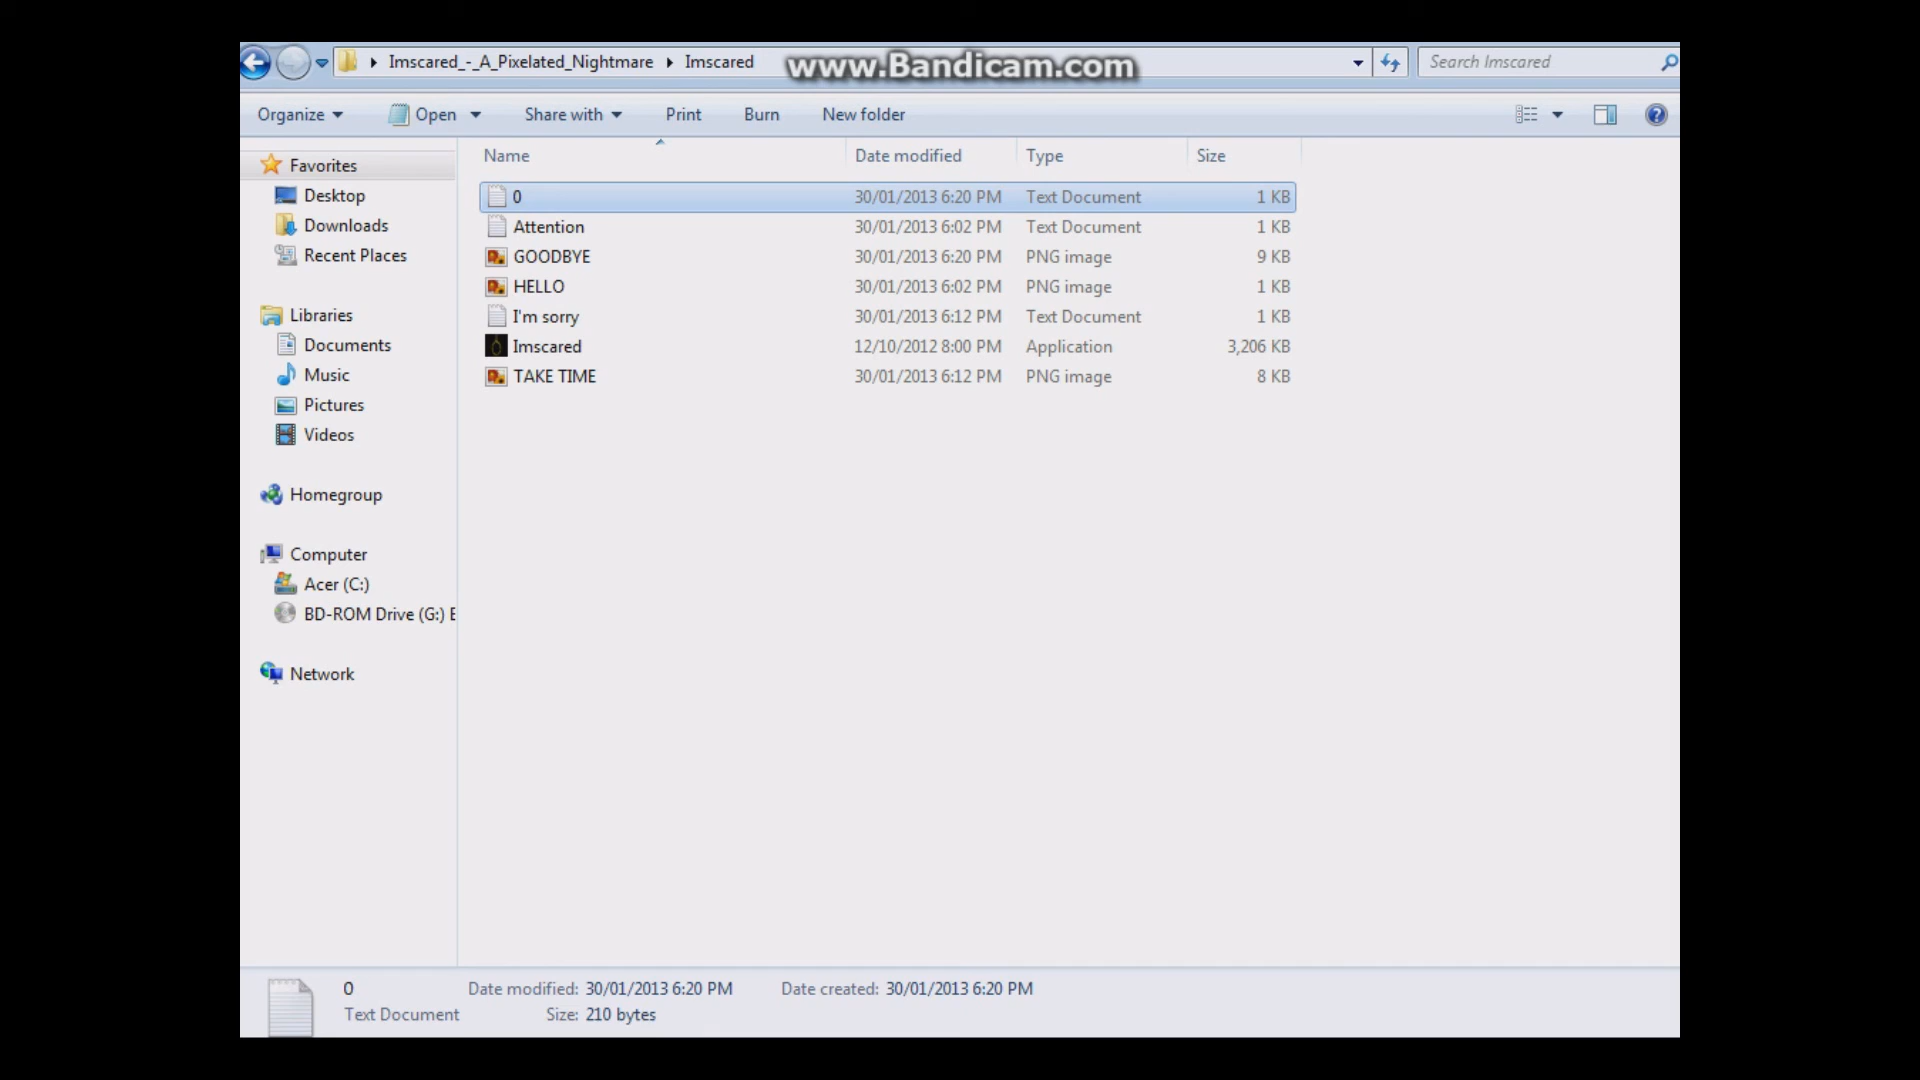 Imscared_-_A_Pixelated_Nightmare Imscared www.Bandicam.com Search Imscared
Organize Open Share with Print Burn New folder
Favorites
Desktop
Downloads
Recent Places
Libraries
Documents
Music
Pictures
Videos
Homegroup
Computer
Acer (C:)
BD-ROM Drive (G:) E
Network
Name Date modified Type Size
0 30/01/2013 6:20 PM Text Document 1 KB
Attention 30/01/2013 6:02 PM Text Document 1 KB
GOODBYE 30/01/2013 6:20 PM PNG image 9 KB
HELLO 30/01/2013 6:02 PM PNG image 1 KB
I'm sorry 30/01/2013 6:12 PM Text Document 1 KB
Imscared 12/10/2012 8:00 PM Application 3,206 KB
TAKE TIME 30/01/2013 6:12 PM PNG image 8 KB
0 Date modified: 30/01/2013 6:20 PM Date created: 30/01/2013 6:20 PM
Text Document Size: 210 bytes